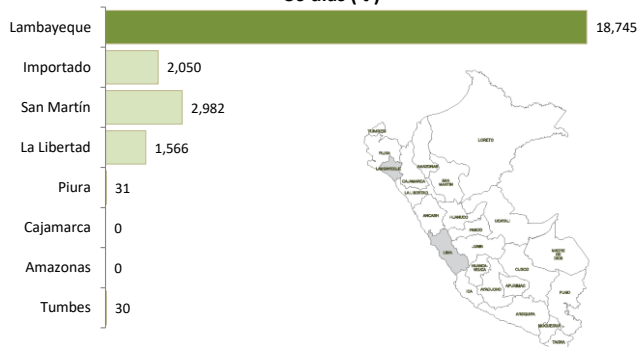 30 días ( t )
Lambayeque 18,745
Importado 2,050
San Martín 2,982
La Libertad 1,566
Piura 31
Cajamarca 0
Amazonas 0
Tumbes 30
TUMBES
LORETO
PIURA
LAMBAYEQUE
AMAZONAS
CAJAMARCA
SAN
MARTIN
LA LIBERTAD
ANCASH
HUANUCO
UCAYALI
PASCO
LIMA
JUNIN
MADRE
DE
DIOS
HUANCA-
VELICA
CUSCO
ICA
AYACUCHO
APURIMAC
PUNO
AREQUIPA
MOQUEGUA
TACNA